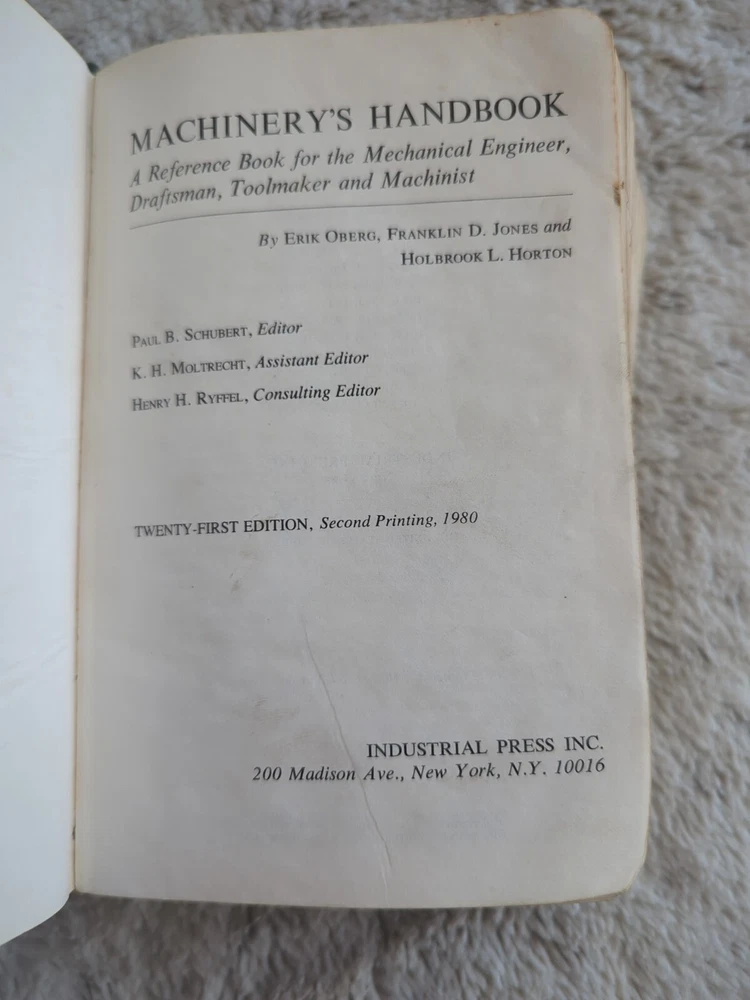 MACHINERY'S HANDBOOK
A Reference Book for the Mechanical Engineer,
Draftsman, Toolmaker and Machinist
By ERIK OBERG, FRANKLIN D. JONES and
HOLBROOK L. HORTON
PAUL B. SCHUBERT, Editor
K. H. MOLTRECHT, Assistant Editor
HENRY H. RYFFEL, Consulting Editor
TWENTY-FIRST EDITION, Second Printing, 1980
INDUSTRIAL PRESS INC.
200 Madison Ave., New York, N.Y. 10016